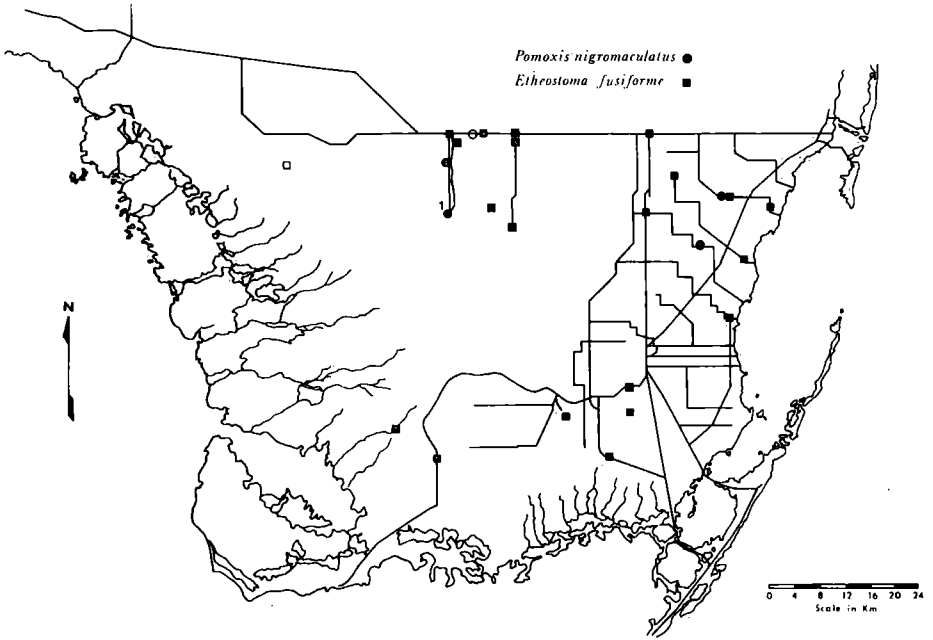 Pomoxis nigromaculatus ●
Etheostoma fusiforme ■
1
N
0 4 8 12 16 20 24
Scale in Km